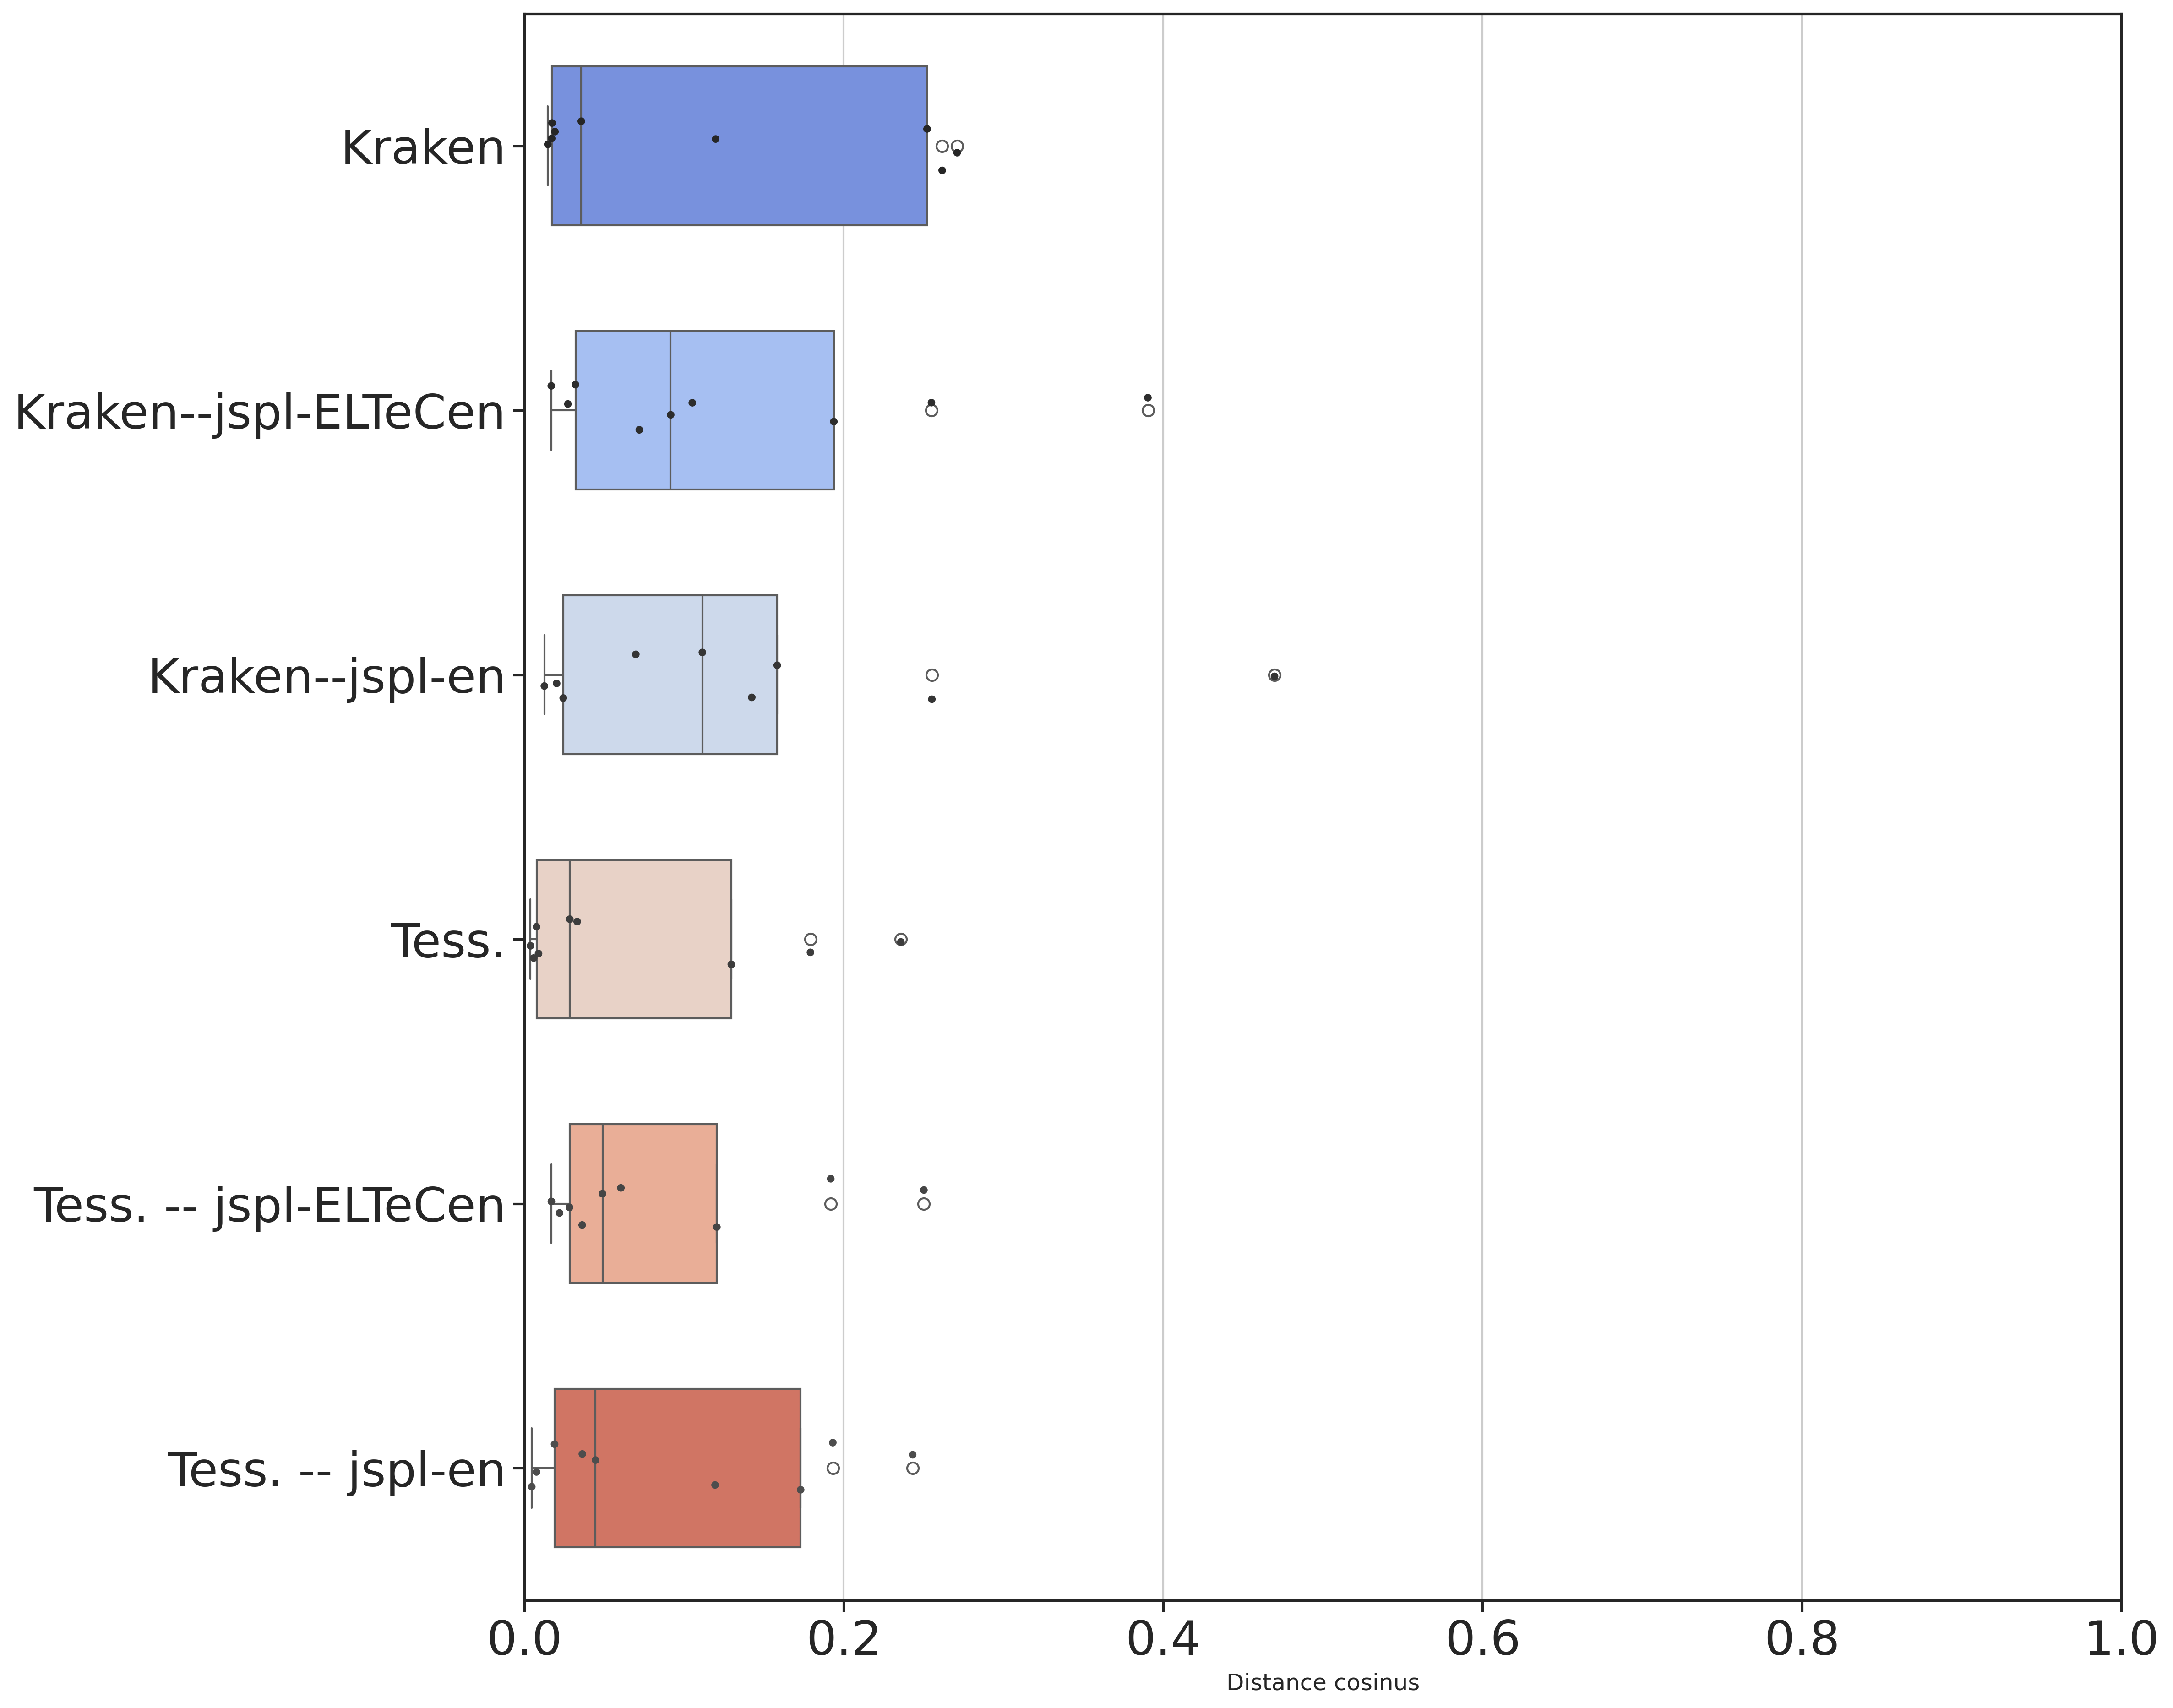 Kraken
Kraken--jspl-ELTeCen
Kraken--jspl-en
Tess.
Tess. -- jspl-ELTeCen
Tess. -- jspl-en
0.0 0.2 0.4 0.6 0.8 1.0
Distance cosinus